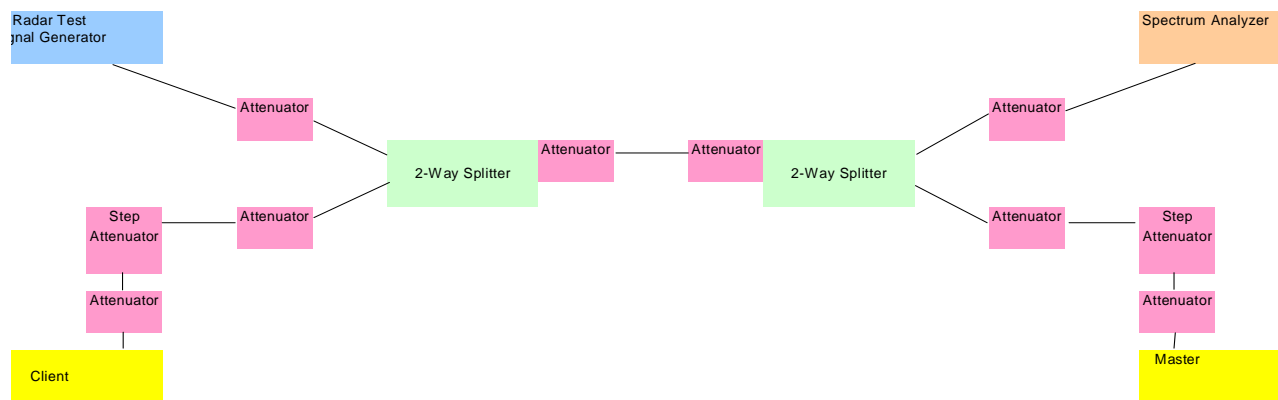 Radar Test
gnal Generator
Spectrum Analyzer
Attenuator
Attenuator
Attenuator
Attenuator
2-Way Splitter
2-Way Splitter
Step
Attenuator
Attenuator
Attenuator
Step
Attenuator
Attenuator
Attenuator
Client
Master